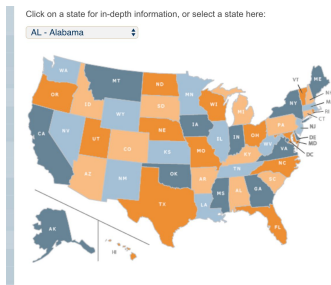 Click on a state for in-depth information, or select a state here:
AL - Alabama
WA
MT
ND
MN
ME
VT
OR
ID
SD
WI
MI
NY
WY
CT
IA
NE
PA
NJ
NV
IL
IN
OH
DE
CA
UT
CO
MD
WV
VA
DC
KS
MO
KY
NC
TN
AZ
OK
AR
SC
NM
MS
AL
GA
TX
LA
FL
AK